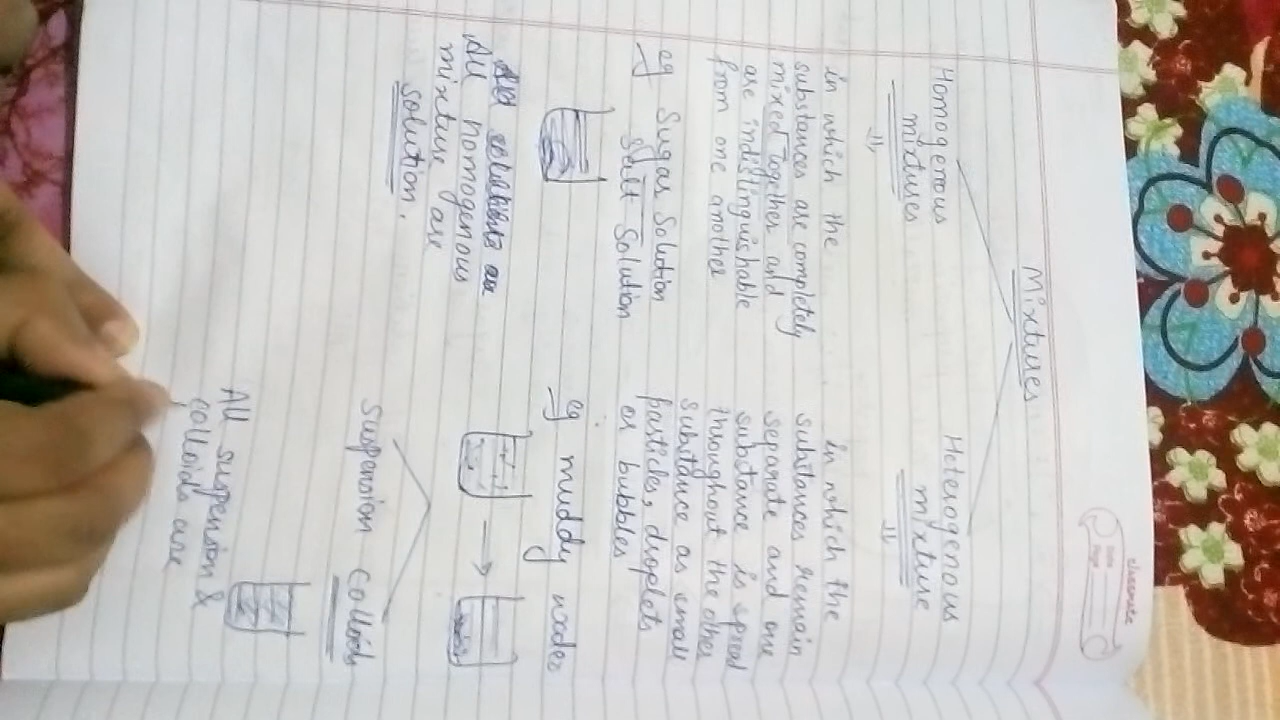 classmate
Date
Page
Mixtures
Homogenous
mixtures
in which the
substances are completely
mixed together and
are indistinguishable
from one another
eg Sugar Solution
Salt Solution
All homogenous
mixture are
solution.
Heterogenous
mixture
in which the
substances remain
separate and one
substance is spread
throughout the other
substance as small
particles, droplets
or bubbles
eg muddy water
Suspension Colloids
All suspension &
colloids are